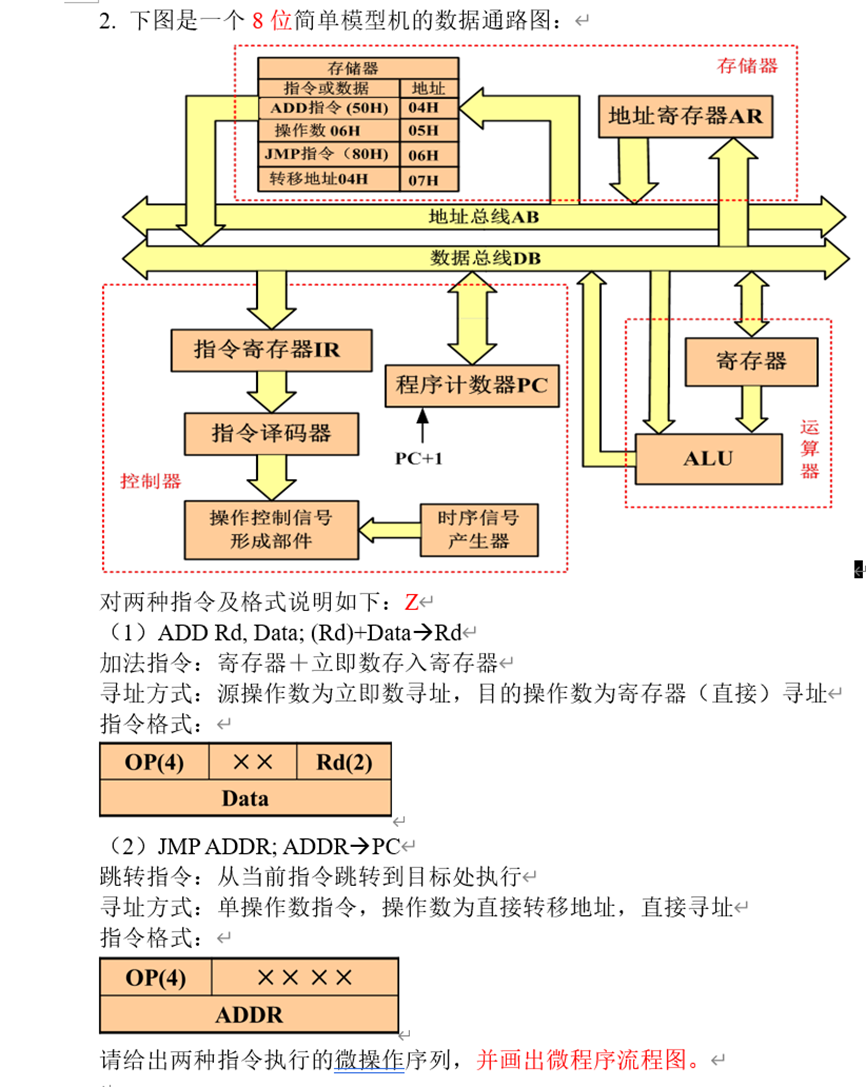 2. 下图是一个 8 位简单模型机的数据通路图：
存储器
存储器
指令或数据 地址
ADD指令 (50H) 04H
操作数 06H 05H
JMP指令（80H) 06H
转移地址04H 07H
地址寄存器AR
地址总线AB
数据总线DB
指令寄存器IR
程序计数器PC
PC+1
指令译码器
控制器
操作控制信号
形成部件
时序信号
产生器
寄存器
ALU
运算器
对两种指令及格式说明如下：Z
（1）ADD Rd, Data; (Rd)+Data→Rd
加法指令：寄存器＋立即数存入寄存器
寻址方式：源操作数为立即数寻址，目的操作数为寄存器（直接）寻址
指令格式：
OP(4) ×× Rd(2)
Data
（2）JMP ADDR; ADDR→PC
跳转指令：从当前指令跳转到目标处执行
寻址方式：单操作数指令，操作数为直接转移地址，直接寻址
指令格式：
OP(4) ××××
ADDR
请给出两种指令执行的微操作序列，并画出微程序流程图。